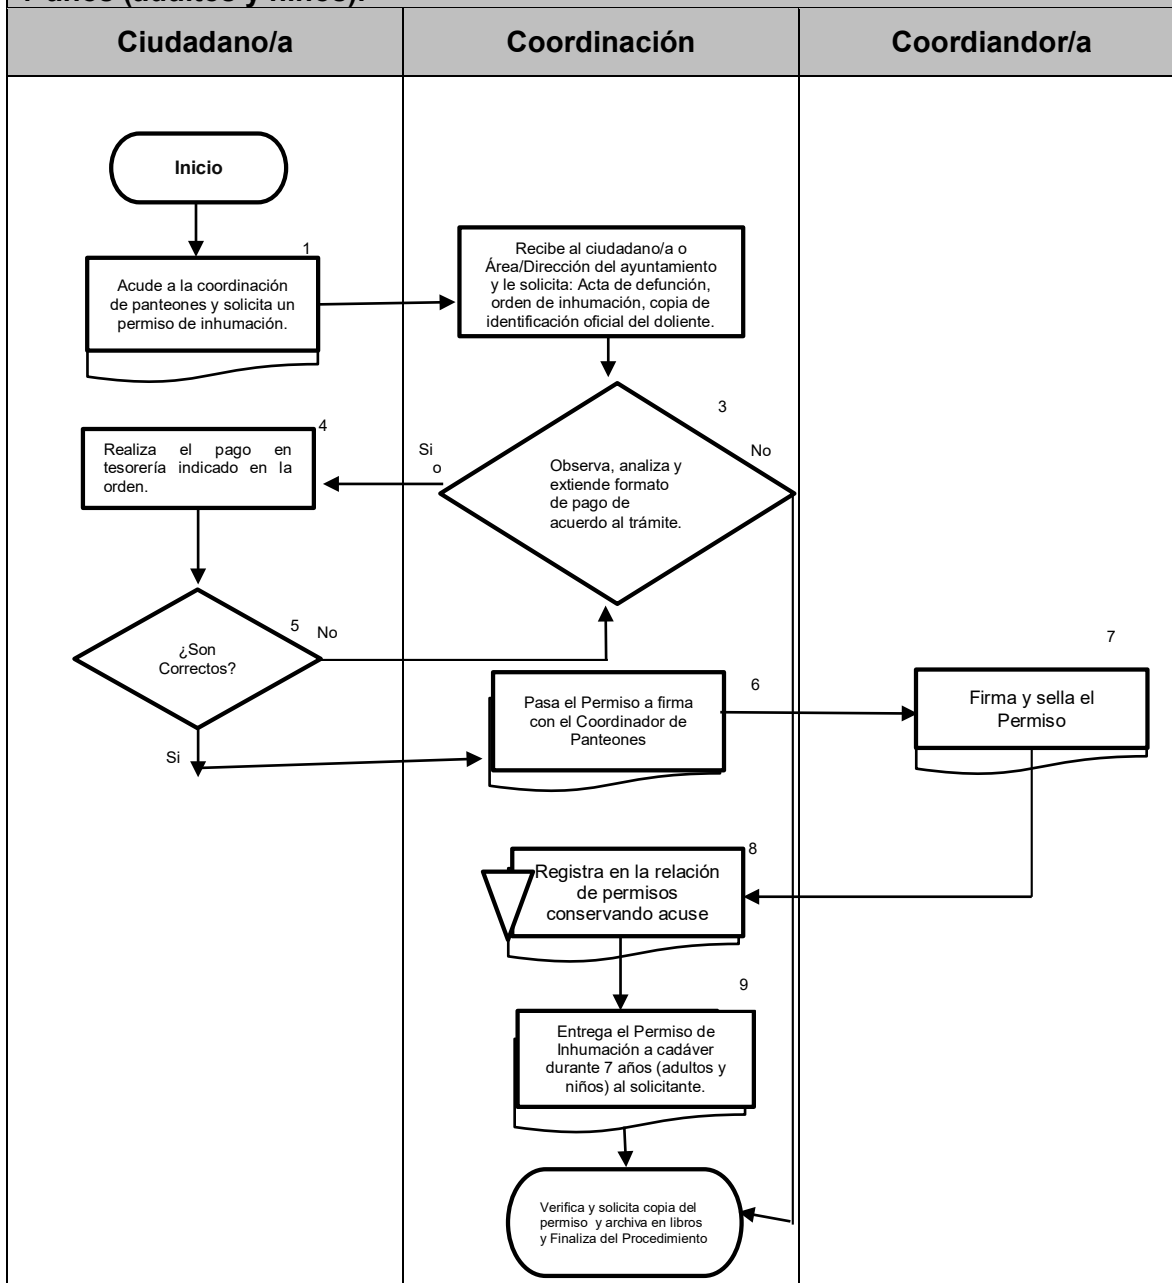 Ciudadano/a
Coordinación
Coordiandor/a
Inicio
1
Acude a la coordinación
de panteones y solicita un
permiso de inhumación.
Recibe al ciudadano/a o
Área/Dirección del ayuntamiento
y le solicita: Acta de defunción,
orden de inhumación, copia de
identificación oficial del doliente.
3
Observa, analiza y
extiende formato
de pago de
acuerdo al trámite.
Si
o
No
4
Realiza el pago en
tesorería indicado en la
orden.
5
¿Son
Correctos?
No
Si
6
Pasa el Permiso a firma
con el Coordinador de
Panteones
7
Firma y sella el
Permiso
8
Registra en la relación
de permisos
conservando acuse
9
Entrega el Permiso de
Inhumación a cadáver
durante 7 años (adultos y
niños) al solicitante.
Verifica y solicita copia del
permiso y archiva en libros
y Finaliza del Procedimiento